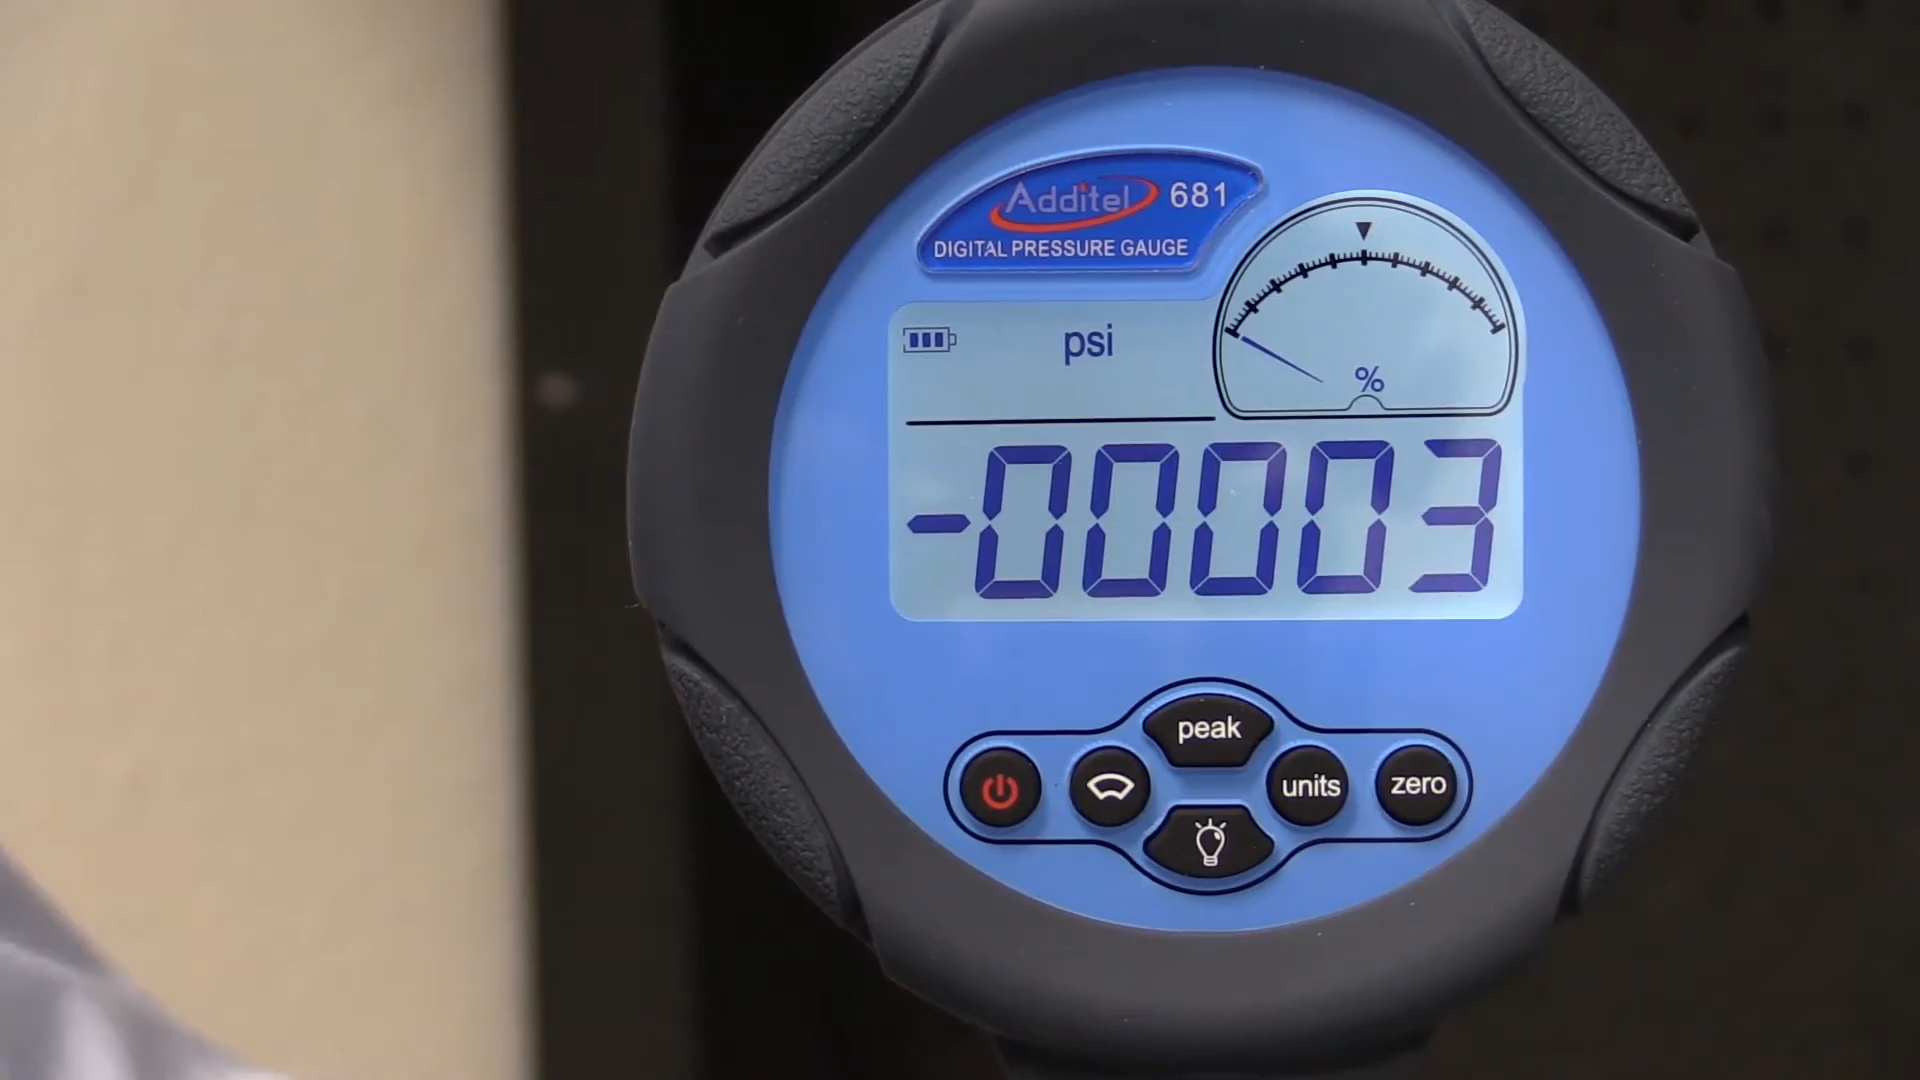 Additel 681
DIGITAL PRESSURE GAUGE
psi
%
-00003
peak
units
zero